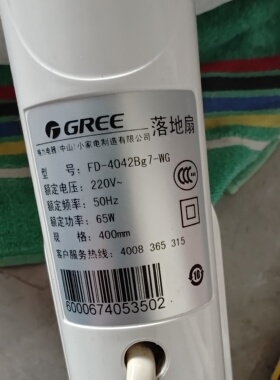 GREE 落地扇
格力电器(中山)小家电制造有限公司
型 号: FD-4042Bg7-WG
额定电压: 220V~
额定频率: 50Hz
额定功率: 65W
规 格: 400mm
客户服务热线: 4008 365 315
CCC
10
6000674053502